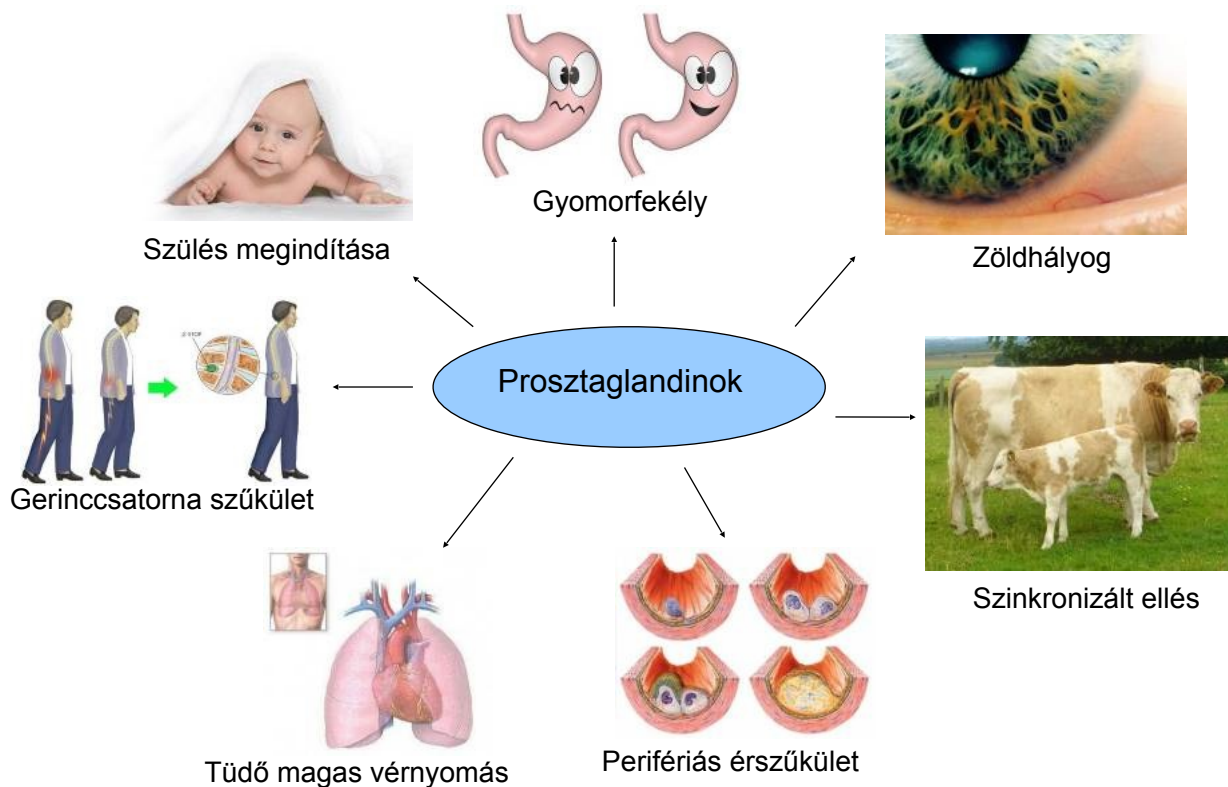 Gyomorfekély
Szülés megindítása
Zöldhályog
Prosztaglandinok
Gerinccsatorna szűkület
Szinkronizált ellés
Tüdő magas vérnyomás
Perifériás érszűkület